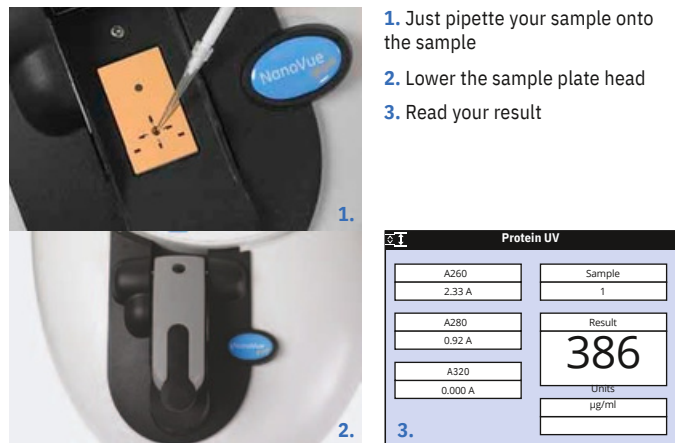 1. Just pipette your sample onto
the sample
2. Lower the sample plate head
3. Read your result
NanoVue
1.
NanoVue
2.
Protein UV
A260
2.33 A
Sample
1
A280
0.92 A
Result
386
A320
0.000 A
Units
µg/ml
3.